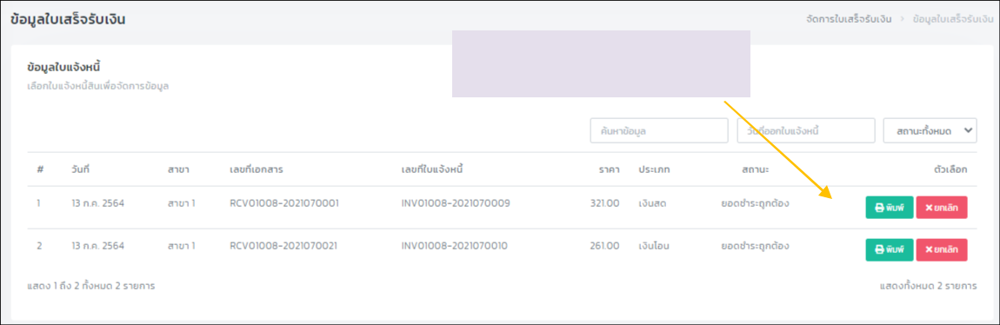 ข้อมูลใบเสร็จรับเงิน
จัดการใบเสร็จรับเงิน > ข้อมูลใบเสร็จรับเงิน
ข้อมูลใบแจ้งหนี้
เลือกใบแจ้งหนี้สินเพื่อจัดการข้อมูล
ค้นหาข้อมูล วันที่ออกใบแจ้งหนี้ สถานะทั้งหมด
# วันที่ สาขา เลขที่เอกสาร เลขที่ใบแจ้งหนี้ ราคา ประเภท สถานะ ตัวเลือก
1 13 ก.ค. 2564 สาขา 1 RCV01008-2021070001 INV01008-2021070009 321.00 เงินสด ยอดชำระถูกต้อง พิมพ์ ยกเลิก
2 13 ก.ค. 2564 สาขา 1 RCV01008-2021070021 INV01008-2021070010 261.00 เงินโอน ยอดชำระถูกต้อง พิมพ์ ยกเลิก
แสดง 1 ถึง 2 ทั้งหมด 2 รายการ
แสดงทั้งหมด 2 รายการ